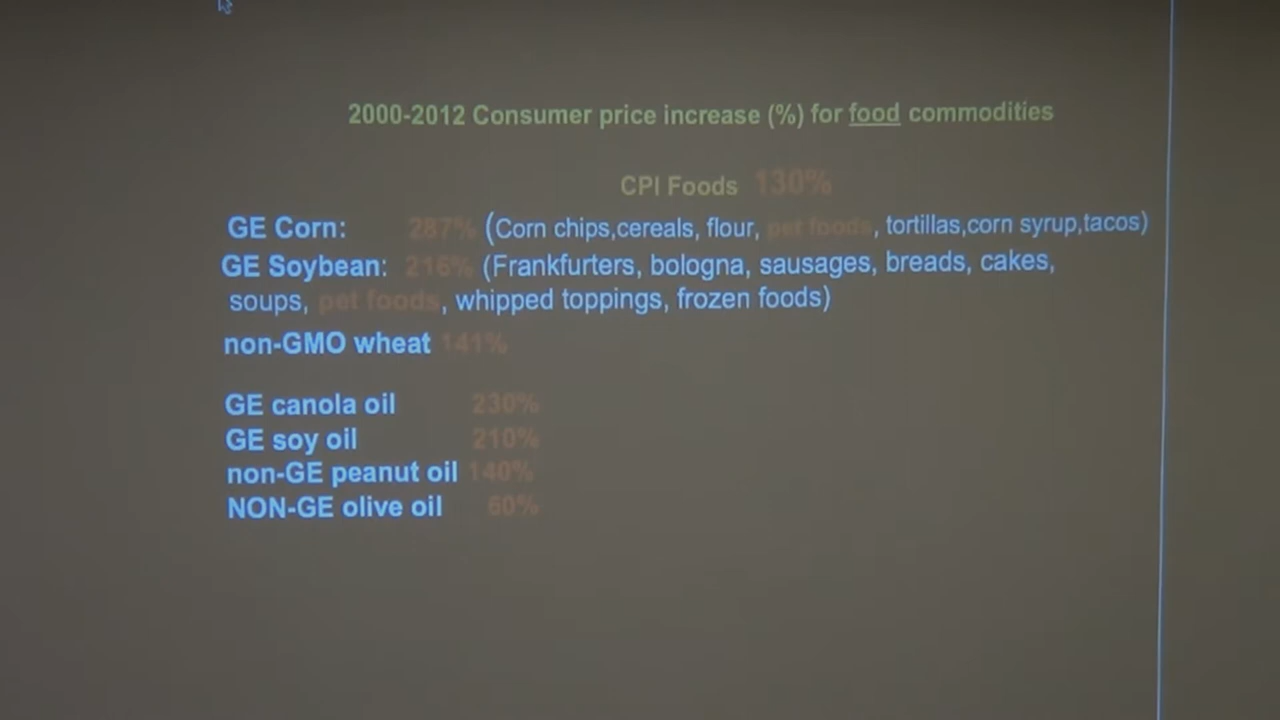 2000-2012 Consumer price increase (%) for food commodities
CPI Foods 130%
GE Corn: 287% (Corn chips,cereals, flour, pet foods, tortillas,corn syrup,tacos)
GE Soybean: 216% (Frankfurters, bologna, sausages, breads, cakes,
soups, pet foods, whipped toppings, frozen foods)
non-GMO wheat 141%
GE canola oil 230%
GE soy oil 210%
non-GE peanut oil 140%
NON-GE olive oil 60%